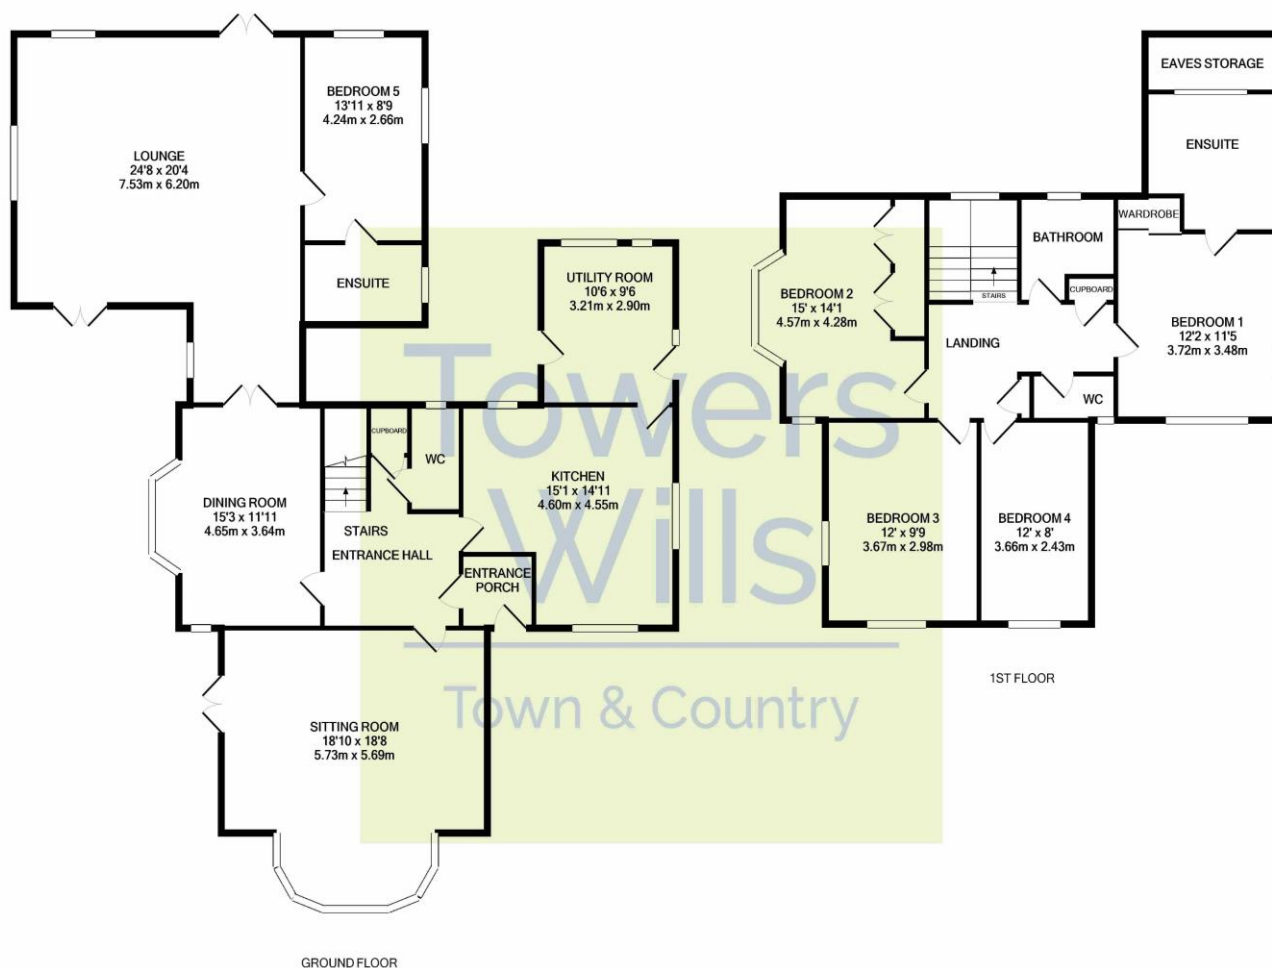 LOUNGE
24'8 x 20'4
7.53m x 6.20m
BEDROOM 5
13'11 x 8'9
4.24m x 2.66m
ENSUITE
UTILITY ROOM
10'6 x 9'6
3.21m x 2.90m
DINING ROOM
15'3 x 11'11
4.65m x 3.64m
CUPBOARD
WC
STAIRS
ENTRANCE HALL
KITCHEN
15'1 x 14'11
4.60m x 4.55m
ENTRANCE
PORCH
SITTING ROOM
18'10 x 18'8
5.73m x 5.69m
GROUND FLOOR
EAVES STORAGE
ENSUITE
WARDROBE
BATHROOM
CUPBOARD
STAIRS
BEDROOM 2
15' x 14'1
4.57m x 4.28m
LANDING
BEDROOM 1
12'2 x 11'5
3.72m x 3.48m
WC
BEDROOM 3
12' x 9'9
3.67m x 2.98m
BEDROOM 4
12' x 8'
3.66m x 2.43m
1ST FLOOR
Towers
Wills
Town & Country